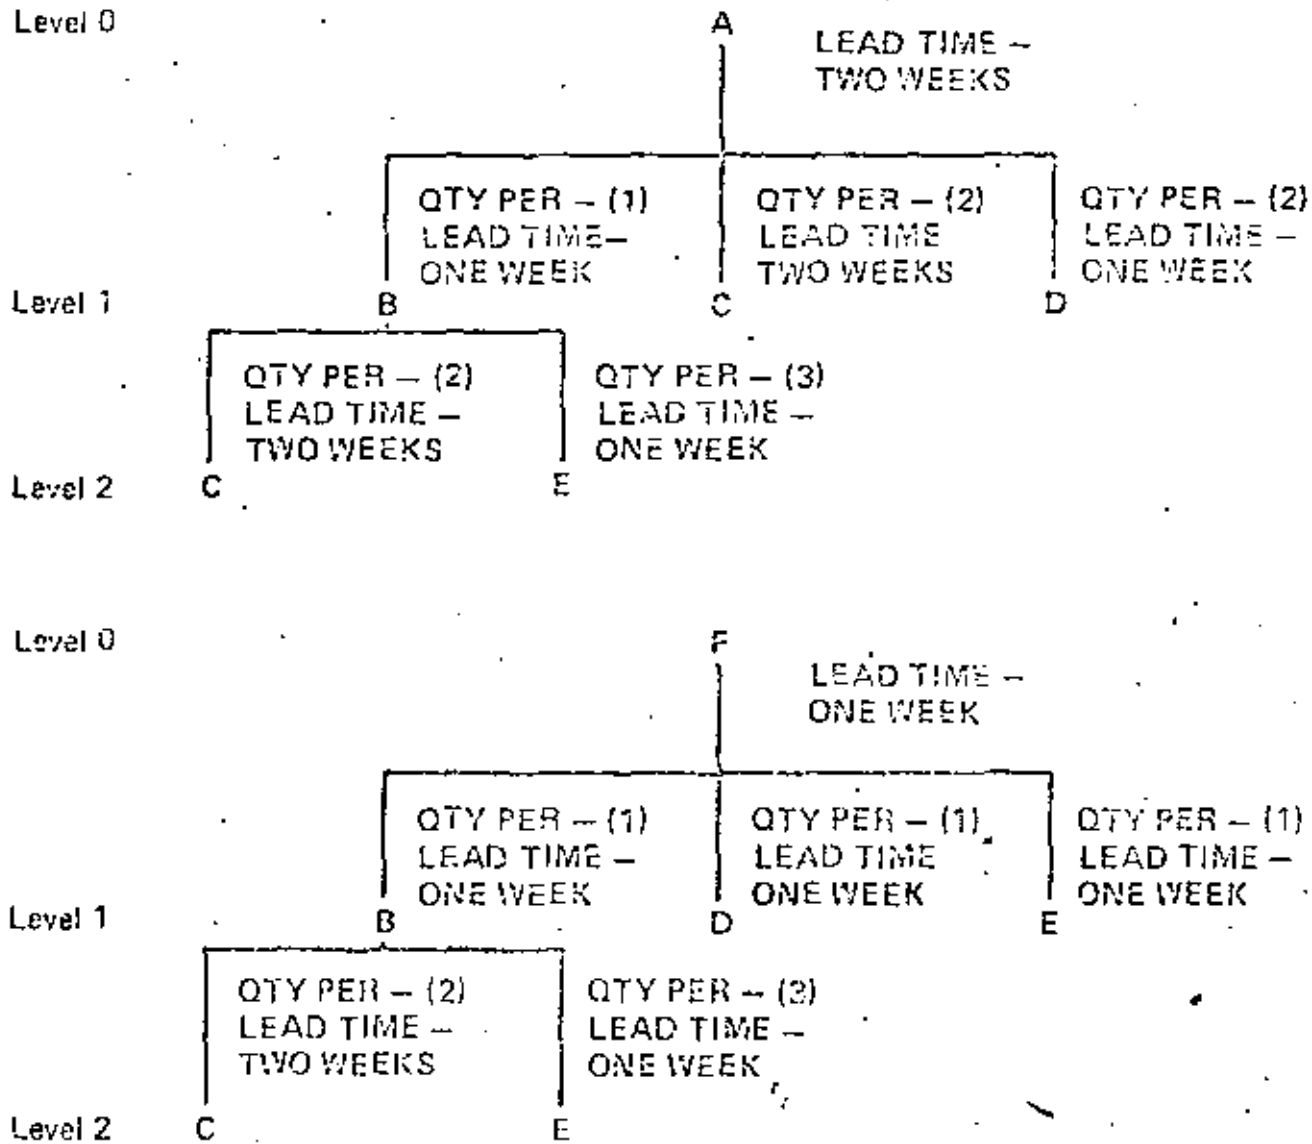 Level 0
A
LEAD TIME –
TWO WEEKS
QTY PER – (1)
LEAD TIME–
ONE WEEK
QTY PER – (2)
LEAD TIME
TWO WEEKS
QTY PER – (2)
LEAD TIME –
ONE WEEK
Level 1
B
C
D
QTY PER – (2)
LEAD TIME –
TWO WEEKS
QTY PER – (3)
LEAD TIME –
ONE WEEK
Level 2
C
E
Level 0
F
LEAD TIME –
ONE WEEK
QTY PER – (1)
LEAD TIME –
ONE WEEK
QTY PER – (1)
LEAD TIME
ONE WEEK
QTY PER – (1)
LEAD TIME –
ONE WEEK
Level 1
B
D
E
QTY PER – (2)
LEAD TIME –
TWO WEEKS
QTY PER – (3)
LEAD TIME –
ONE WEEK
Level 2
C
E